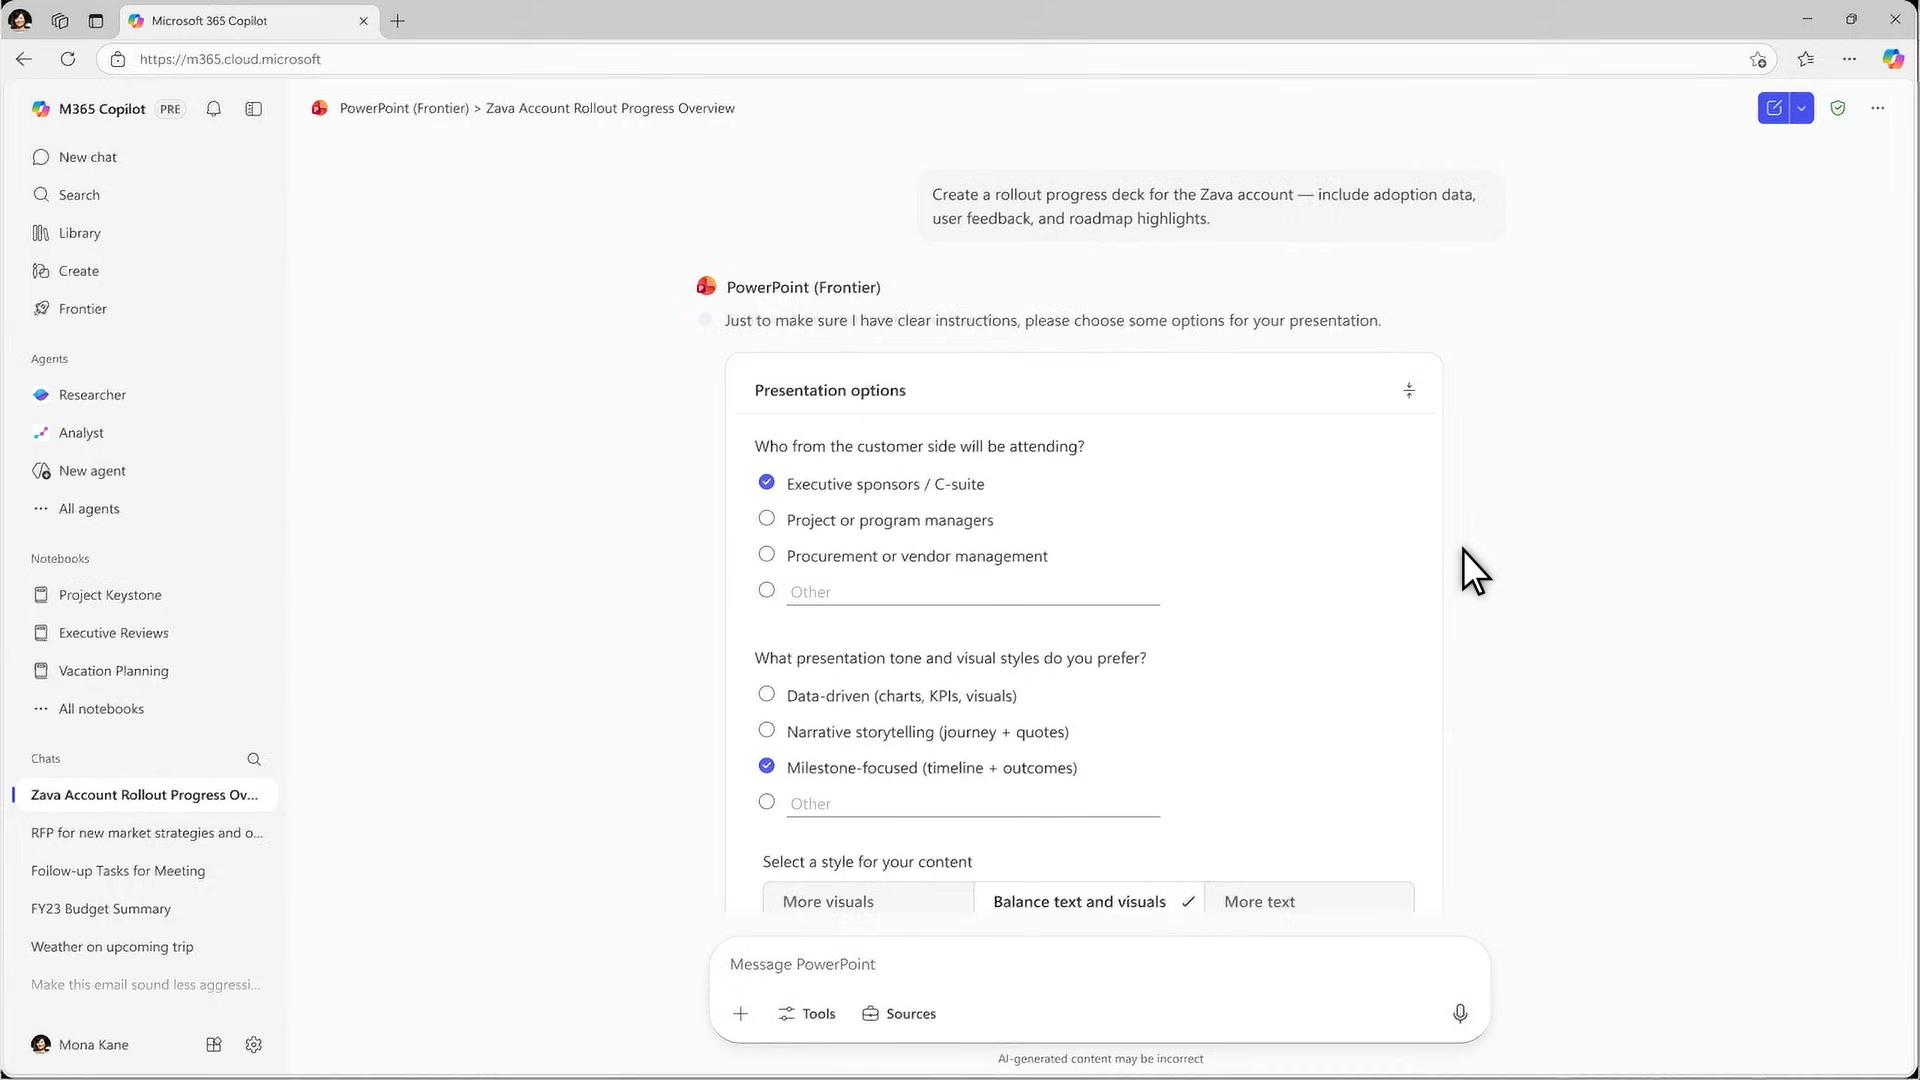 Microsoft 365 Copilot
https://m365.cloud.microsoft
M365 Copilot PRE
New chat
Search
Library
Create
Frontier
Agents
Researcher
Analyst
New agent
All agents
Notebooks
Project Keystone
Executive Reviews
Vacation Planning
All notebooks
Chats
Zava Account Rollout Progress Ov...
RFP for new market strategies and o...
Follow-up Tasks for Meeting
FY23 Budget Summary
Weather on upcoming trip
Make this email sound less aggressi...
Mona Kane
PowerPoint (Frontier) > Zava Account Rollout Progress Overview
Create a rollout progress deck for the Zava account — include adoption data,
user feedback, and roadmap highlights.
PowerPoint (Frontier)
Just to make sure I have clear instructions, please choose some options for your presentation.
Presentation options
Who from the customer side will be attending?
Executive sponsors / C-suite
Project or program managers
Procurement or vendor management
Other
What presentation tone and visual styles do you prefer?
Data-driven (charts, KPIs, visuals)
Narrative storytelling (journey + quotes)
Milestone-focused (timeline + outcomes)
Other
Select a style for your content
More visuals Balance text and visuals More text
Message PowerPoint
Tools Sources
AI-generated content may be incorrect